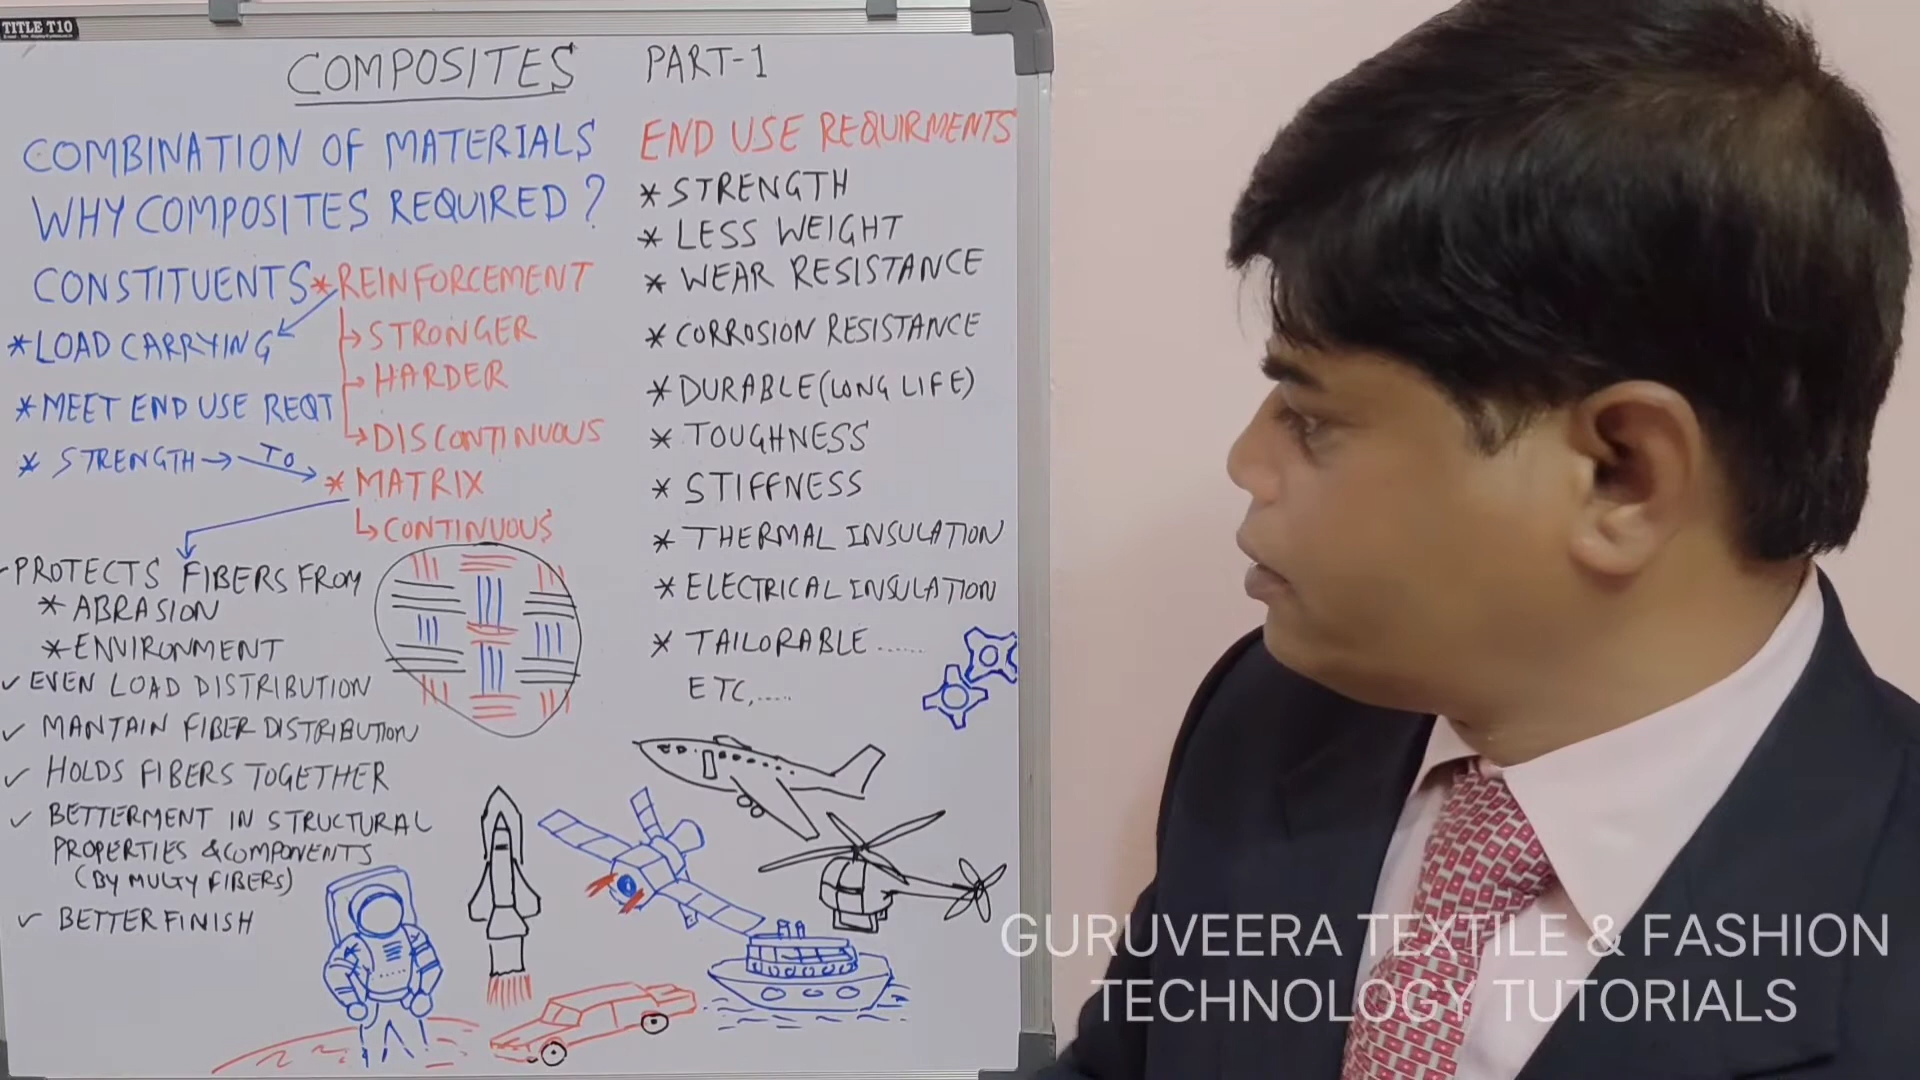 TITLE T10
COMPOSITES PART-1
COMBINATION OF MATERIALS
WHY COMPOSITES REQUIRED ?
CONSTITUENTS * REINFORCEMENT
STRONGER
HARDER
DISCONTINUOUS
* LOAD CARRYING
* MEET END USE REQT
* STRENGTH → TO
* MATRIX
CONTINUOUS
PROTECTS FIBERS FROM
* ABRASION
* ENVIRONMENT
✓ EVEN LOAD DISTRIBUTION
✓ MANTAIN FIBER DISTRIBUTION
✓ HOLDS FIBERS TOGETHER
✓ BETTERMENT IN STRUCTURAL
PROPERTIES & COMPONENTS
(BY MULTY FIBERS)
✓ BETTER FINISH
END USE REQUIRMENTS
* STRENGTH
* LESS WEIGHT
* WEAR RESISTANCE
* CORROSION RESISTANCE
* DURABLE (LONG LIFE)
* TOUGHNESS
* STIFFNESS
* THERMAL INSULATION
* ELECTRICAL INSULATION
* TAILORABLE ......
ETC,.....
GURUVEERA TEXTILE & FASHION
TECHNOLOGY TUTORIALS